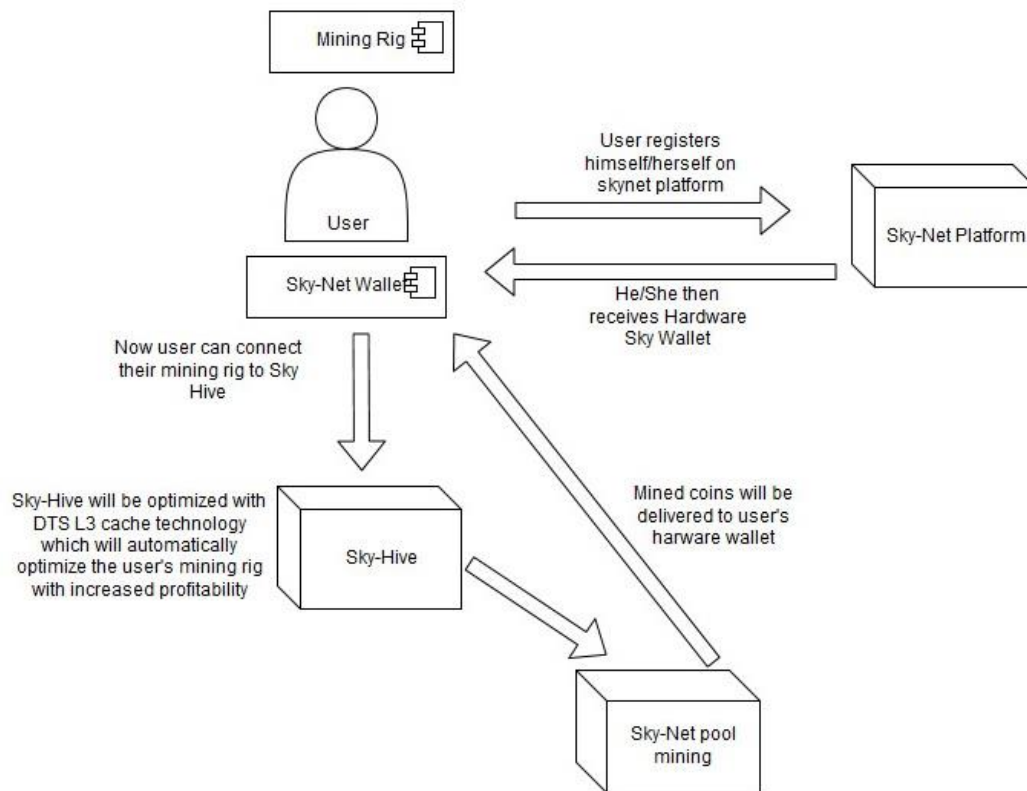 Mining Rig
User
Sky-Net Wallet
User registers
himself/herself on
skynet platform
Sky-Net Platform
He/She then
receives Hardware
Sky Wallet
Now user can connect
their mining rig to Sky
Hive
Sky-Hive will be optimized with
DTS L3 cache technology
which will automatically
optimize the user's mining rig
with increased profitability
Sky-Hive
Mined coins will be
delivered to user's
harware wallet
Sky-Net pool
mining